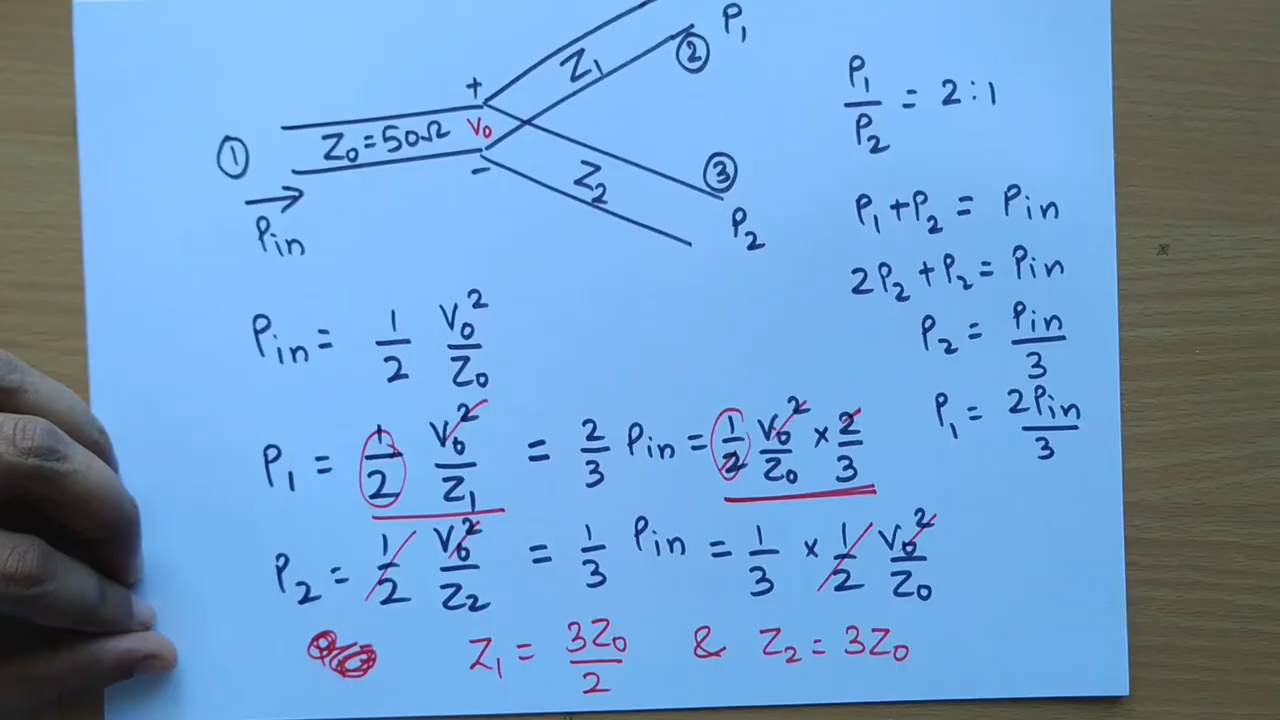 P₁
Z₁
②
+
Z₀ = 50Ω
V₀
①
-
Z₂
③
P₂
Pin
P₁/P₂ = 2:1
P₁ + P₂ = Pin
2P₂ + P₂ = Pin
P₂ = Pin/3
P₁ = 2Pin/3
Pin = 1/2 V₀²/Z₀
P₁ = 1/2 V₀²/Z₁ = 2/3 Pin = 1/2 V₀²/Z₀ × 2/3
P₂ = 1/2 V₀²/Z₂ = 1/3 Pin = 1/3 × 1/2 V₀²/Z₀
Z₁ = 3Z₀/2 & Z₂ = 3Z₀